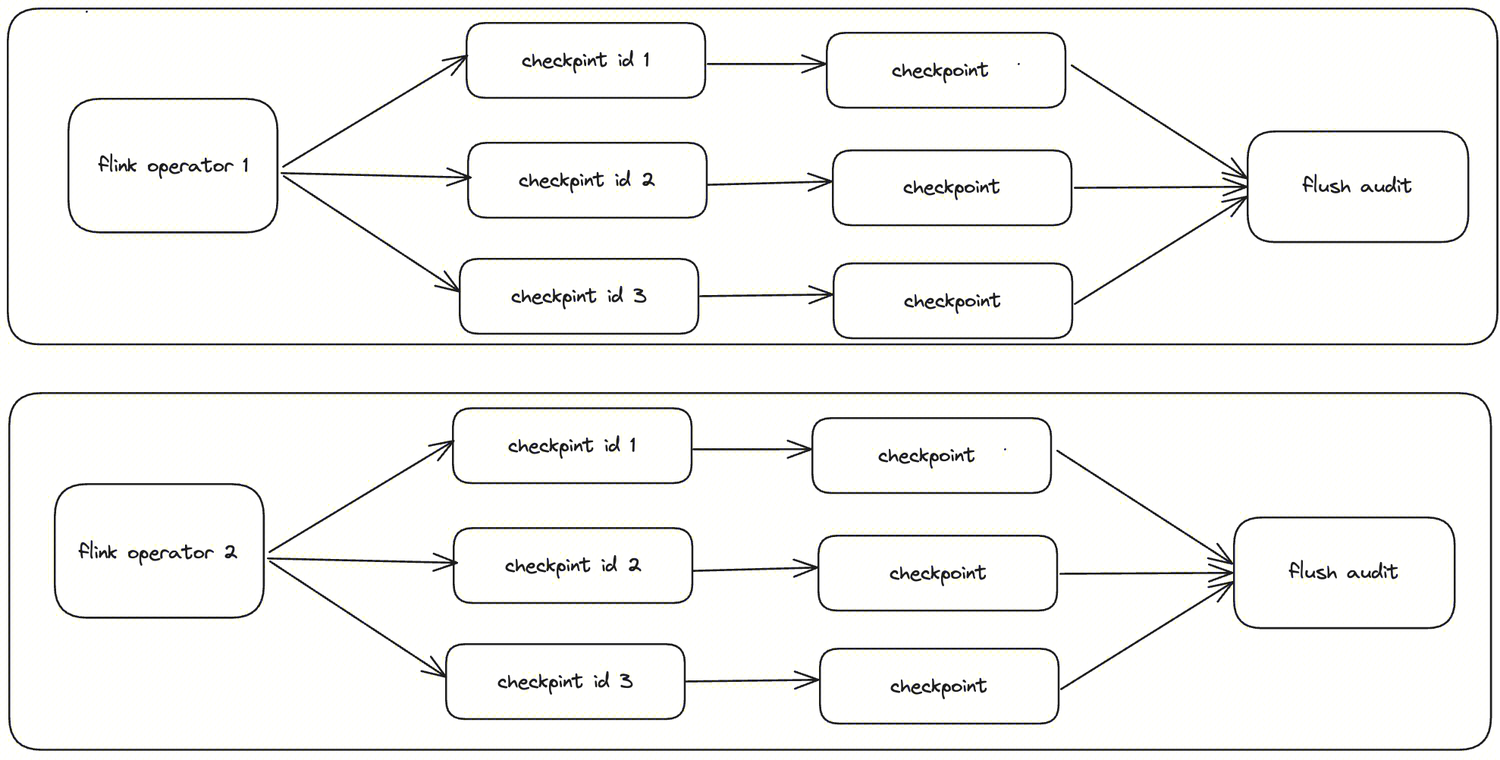 flink operator 1
checkpint id 1
checkpoint
checkpint id 2
checkpoint
checkpint id 3
checkpoint
flush audit
flink operator 2
checkpint id 1
checkpoint
checkpint id 2
checkpoint
checkpint id 3
checkpoint
flush audit